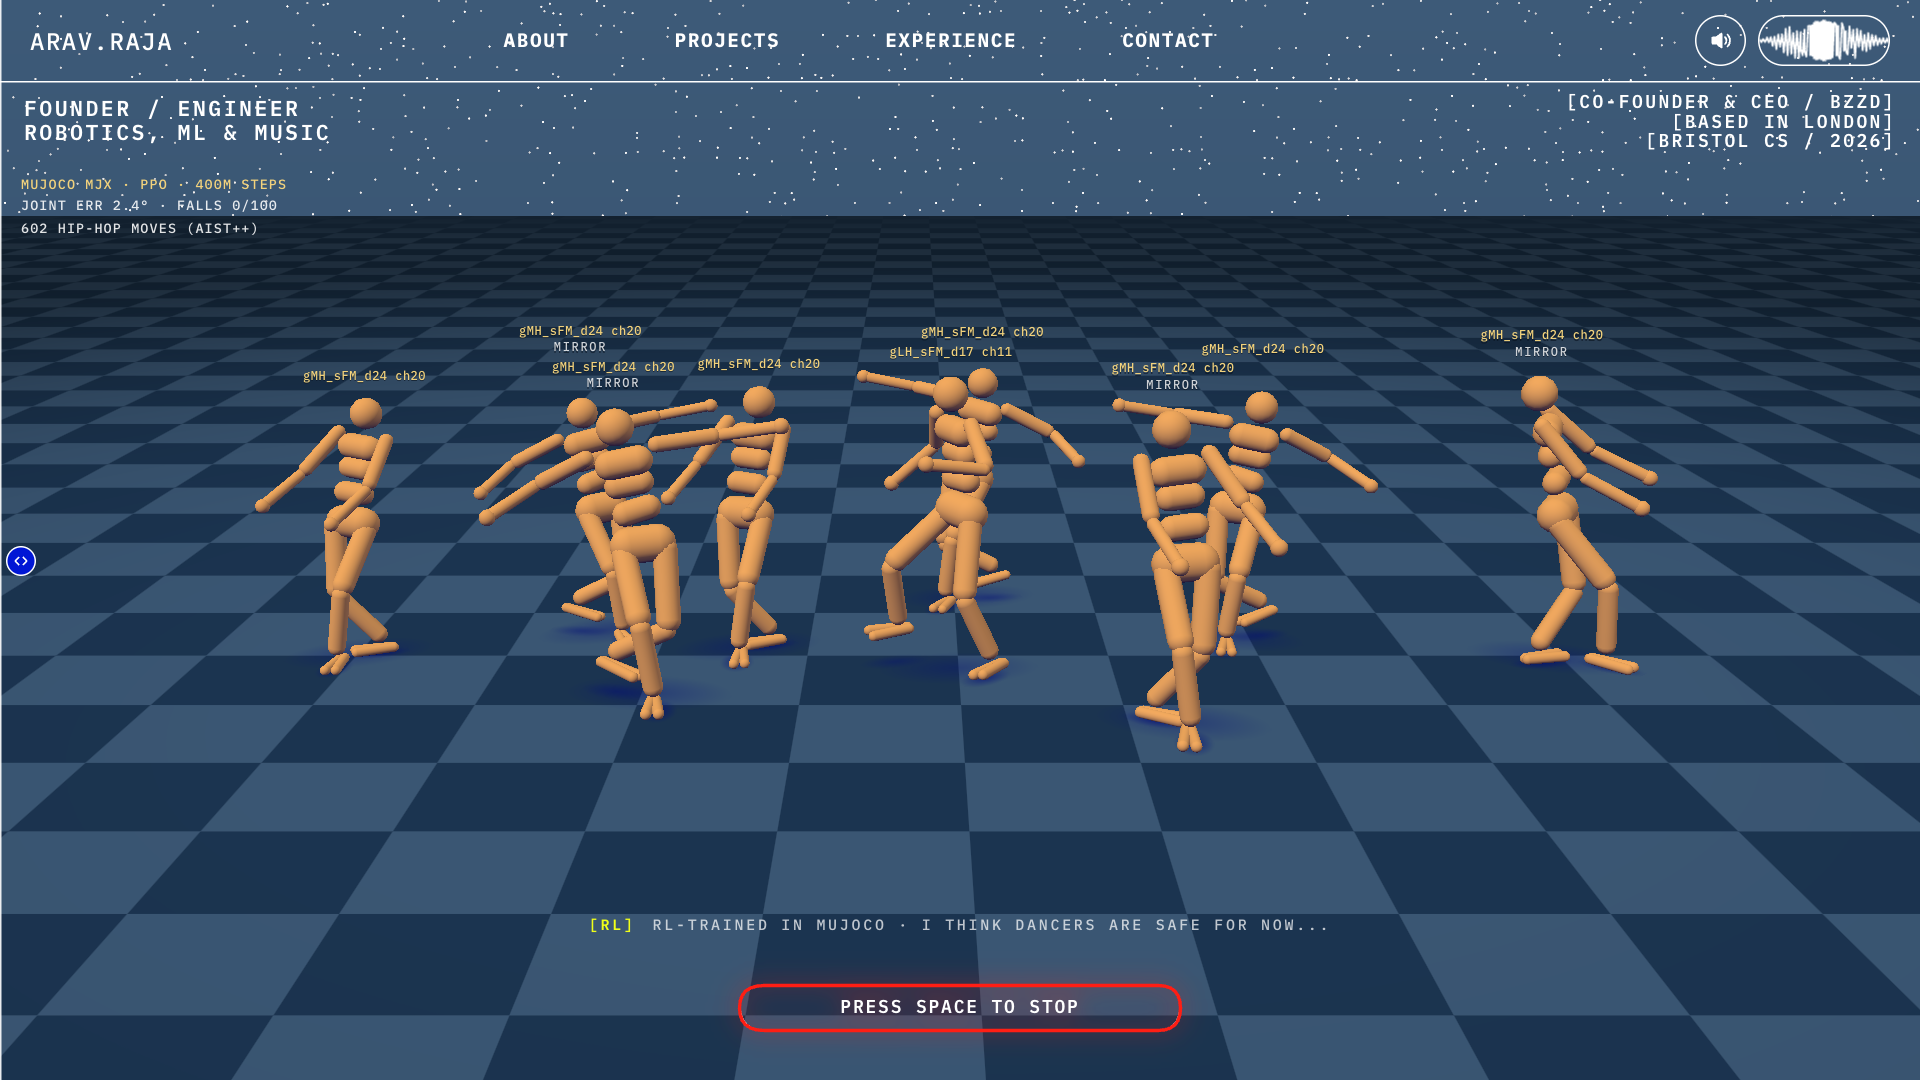 ARAV.RAJA
ABOUT
PROJECTS
EXPERIENCE
CONTACT
FOUNDER / ENGINEER
ROBOTICS, ML & MUSIC
[CO-FOUNDER & CEO / BZZD]
[BASED IN LONDON]
[BRISTOL CS / 2026]
MUJOCO MJX · PPO · 400M STEPS
JOINT ERR 2.4° · FALLS 0/100
602 HIP-HOP MOVES (AIST++)
gMH_sFM_d24 ch20
gMH_sFM_d24 ch20
MIRROR
gMH_sFM_d24 ch20
MIRROR
gMH_sFM_d24 ch20
gMH_sFM_d24 ch20
gLH_sFM_d17 ch11
gMH_sFM_d24 ch20
gMH_sFM_d24 ch20
MIRROR
gMH_sFM_d24 ch20
MIRROR
[RL] RL-TRAINED IN MUJOCO · I THINK DANCERS ARE SAFE FOR NOW...
PRESS SPACE TO STOP